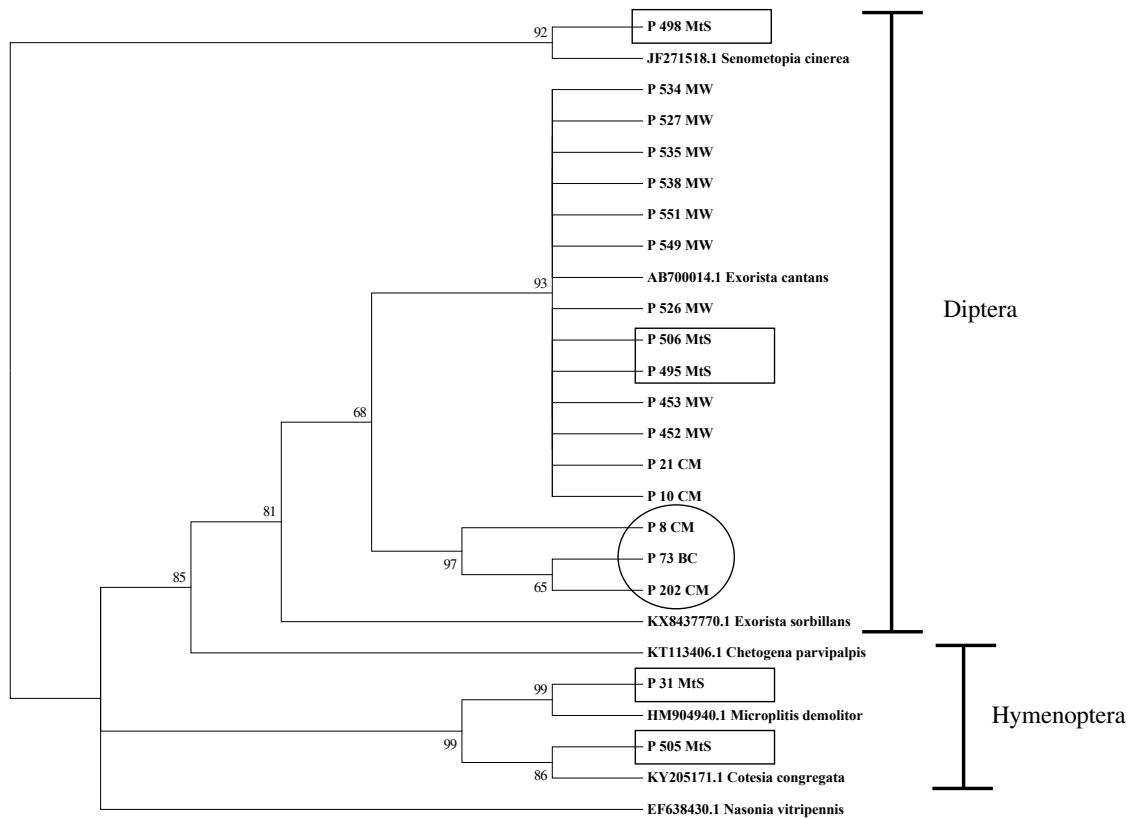 92
P 498 MtS
JF271518.1 Senometopia cinerea
P 534 MW
P 527 MW
P 535 MW
P 538 MW
P 551 MW
P 549 MW
93
AB700014.1 Exorista cantans
P 526 MW
Diptera
P 506 MtS
P 495 MtS
P 453 MW
68
P 452 MW
P 21 CM
P 10 CM
81
P 8 CM
97
P 73 BC
85
65
P 202 CM
KX8437770.1 Exorista sorbillans
KT113406.1 Chetogena parvipalpis
99
P 31 MtS
HM904940.1 Microplitis demolitor
Hymenoptera
99
P 505 MtS
86
KY205171.1 Cotesia congregata
EF638430.1 Nasonia vitripennis